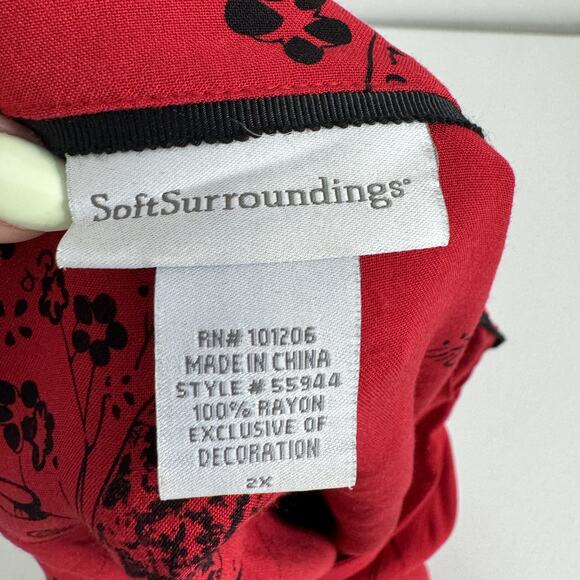 SoftSurroundings®
RN# 101206
MADE IN CHINA
STYLE # 55944
100% RAYON
EXCLUSIVE OF
DECORATION
2X